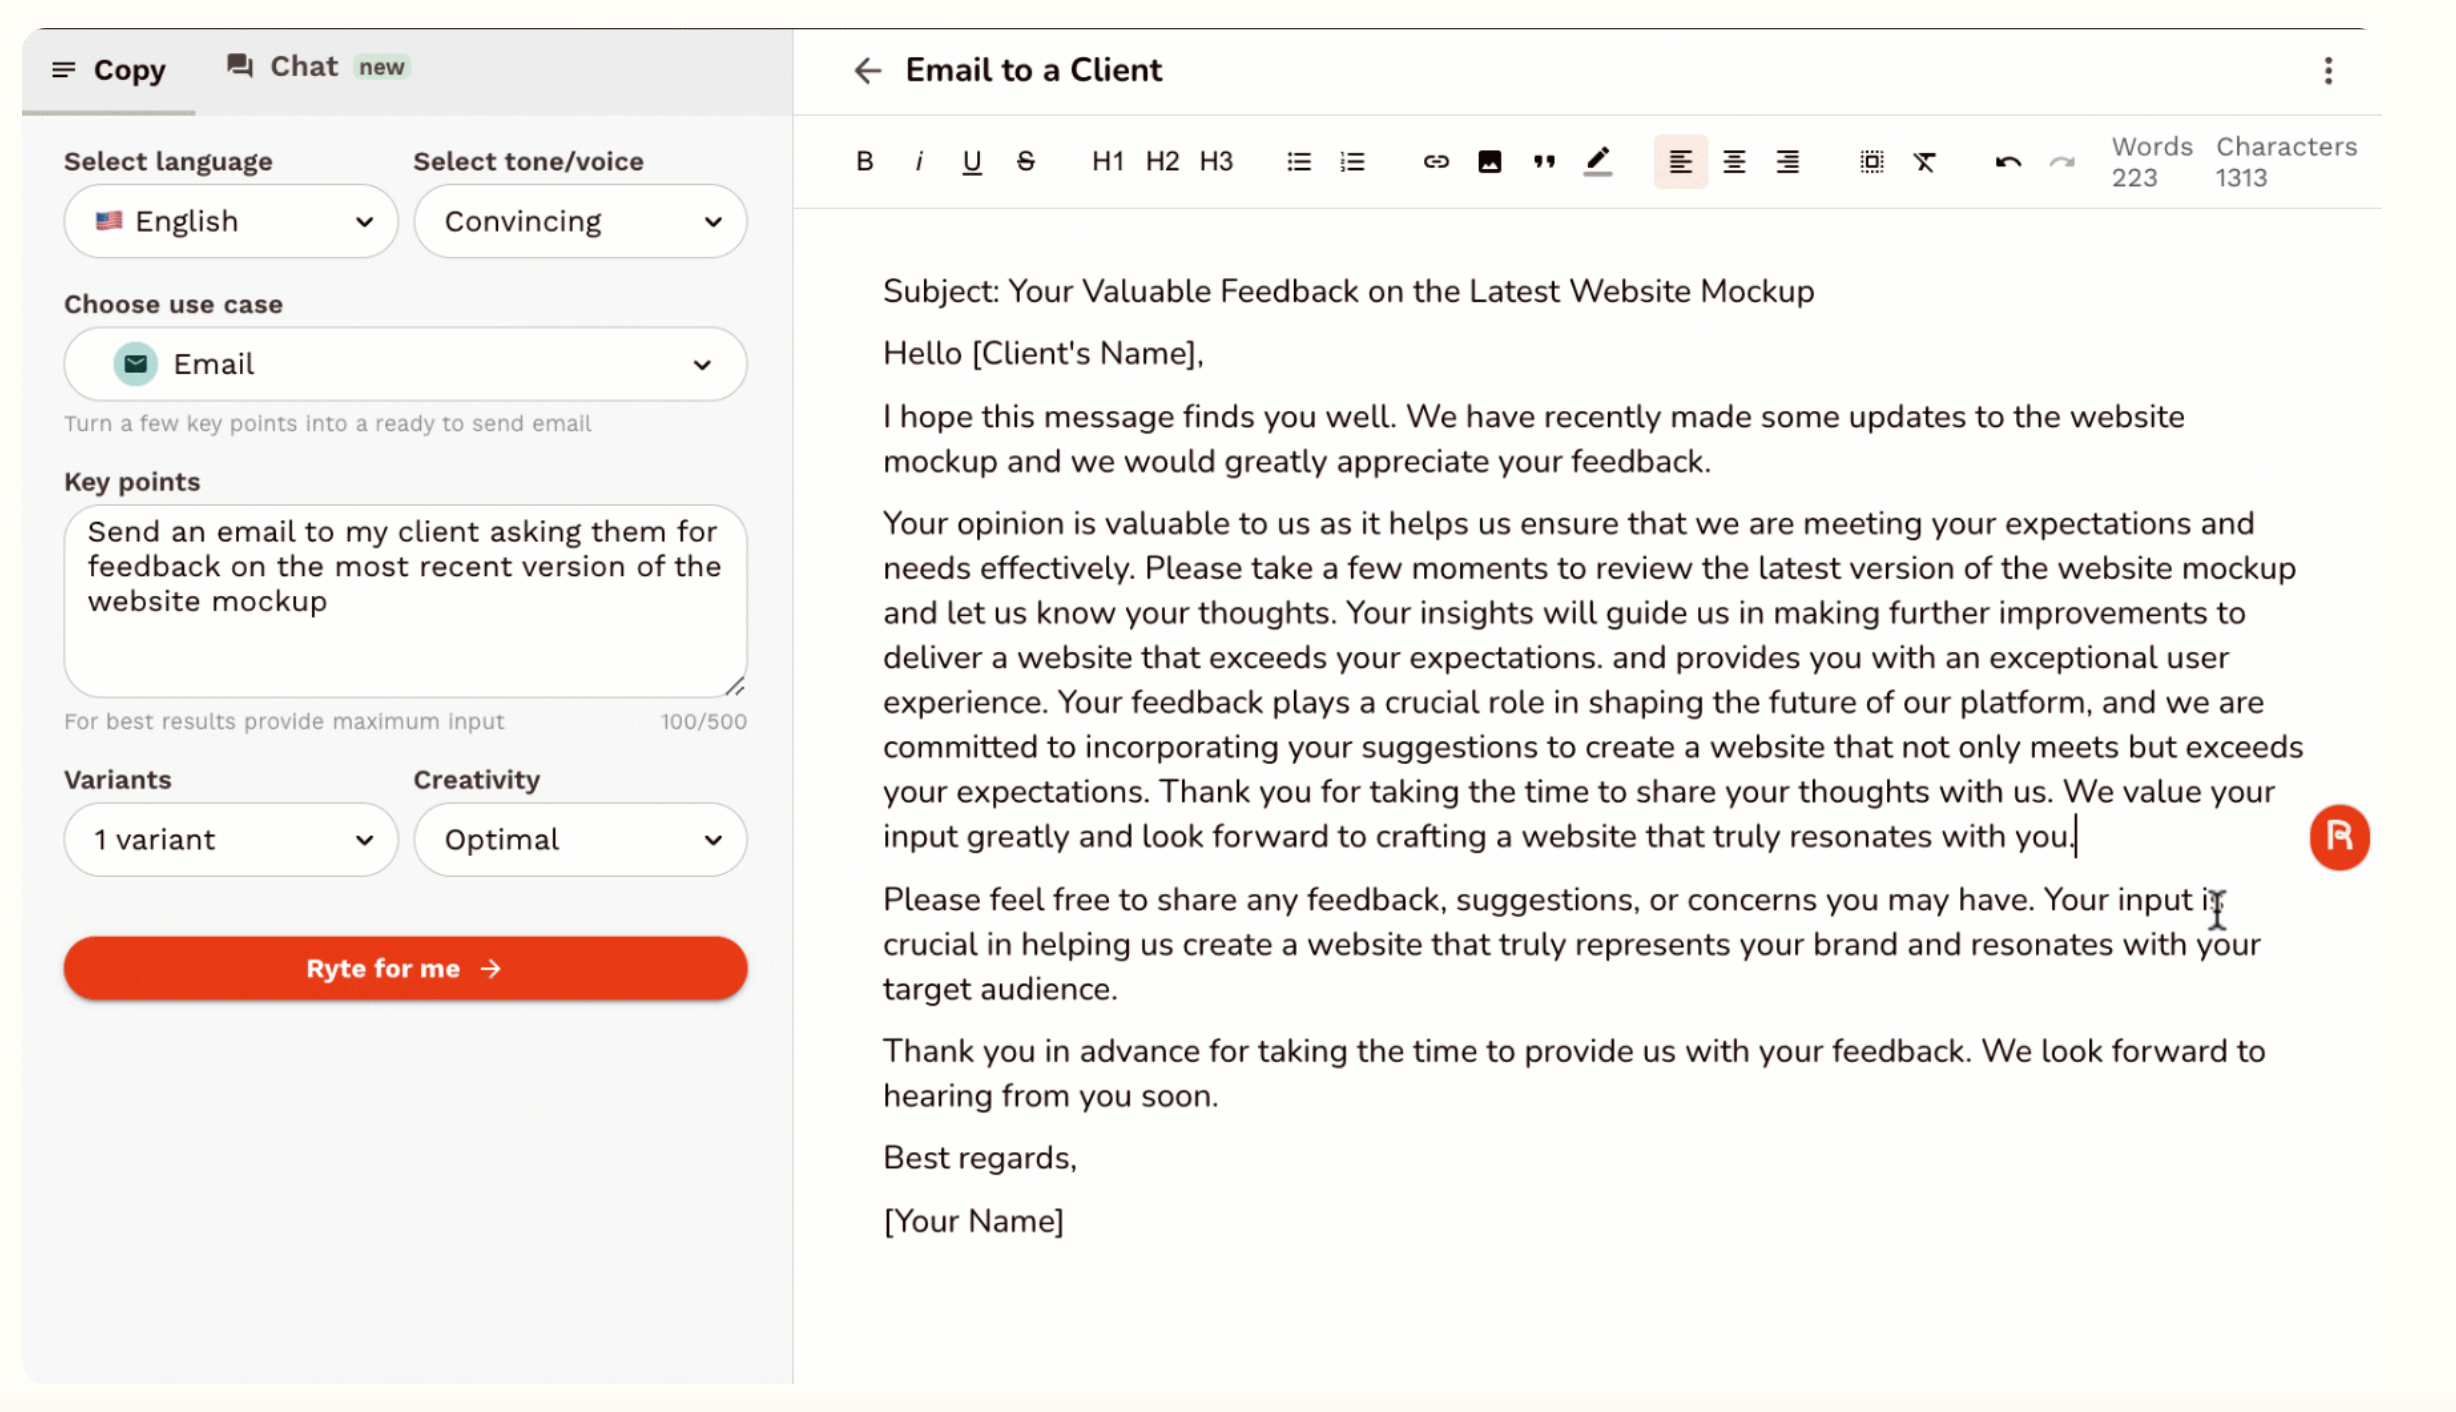 Copy
Chat new
Select language
Select tone/voice
English
Convincing
Choose use case
Email
Turn a few key points into a ready to send email
Key points
Send an email to my client asking them for
feedback on the most recent version of the
website mockup
For best results provide maximum input 100/500
Variants
Creativity
1 variant
Optimal
Ryte for me →
Email to a Client
B i U S H1 H2 H3
Words Characters
223 1313
Subject: Your Valuable Feedback on the Latest Website Mockup
Hello [Client's Name],
I hope this message finds you well. We have recently made some updates to the website
mockup and we would greatly appreciate your feedback.
Your opinion is valuable to us as it helps us ensure that we are meeting your expectations and
needs effectively. Please take a few moments to review the latest version of the website mockup
and let us know your thoughts. Your insights will guide us in making further improvements to
deliver a website that exceeds your expectations. and provides you with an exceptional user
experience. Your feedback plays a crucial role in shaping the future of our platform, and we are
committed to incorporating your suggestions to create a website that not only meets but exceeds
your expectations. Thank you for taking the time to share your thoughts with us. We value your
input greatly and look forward to crafting a website that truly resonates with you.
R
Please feel free to share any feedback, suggestions, or concerns you may have. Your input is
crucial in helping us create a website that truly represents your brand and resonates with your
target audience.
Thank you in advance for taking the time to provide us with your feedback. We look forward to
hearing from you soon.
Best regards,
[Your Name]